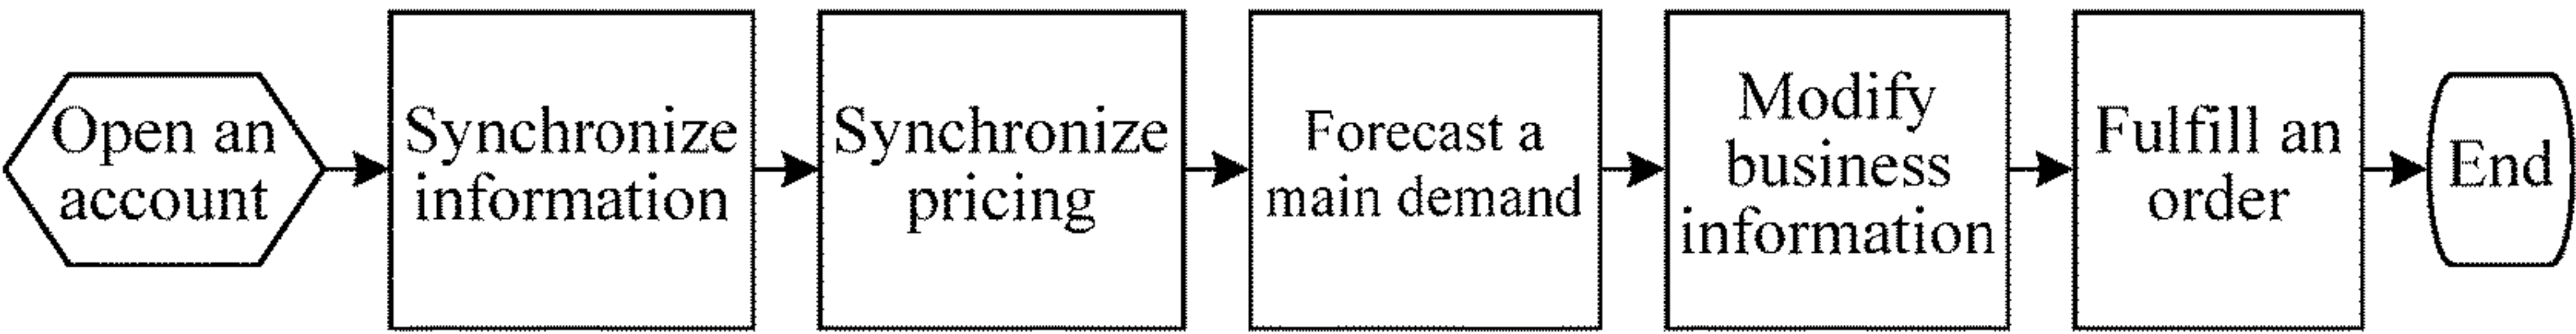 Open an
account
Synchronize
information
Synchronize
pricing
Forecast a
main demand
Modify
business
information
Fulfill an
order
End